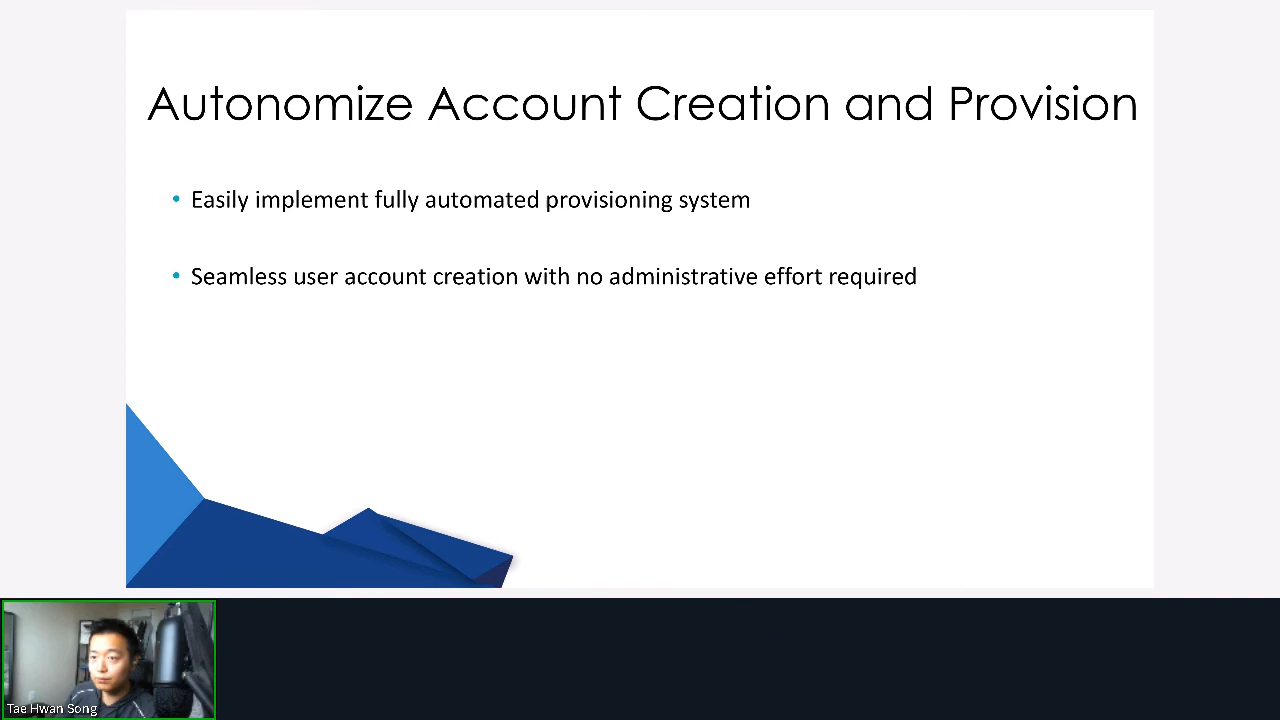 Autonomize Account Creation and Provision
• Easily implement fully automated provisioning system
• Seamless user account creation with no administrative effort required
Tae Hwan Song